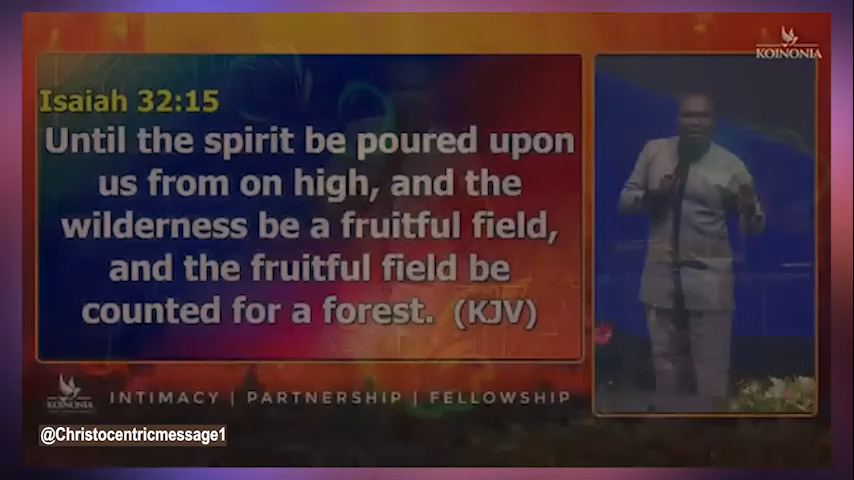 KOINONIA
Isaiah 32:15
Until the spirit be poured upon
us from on high, and the
wilderness be a fruitful field,
and the fruitful field be
counted for a forest. (KJV)
KOINONIA
INTIMACY | PARTNERSHIP | FELLOWSHIP
@Christocentricmessage1